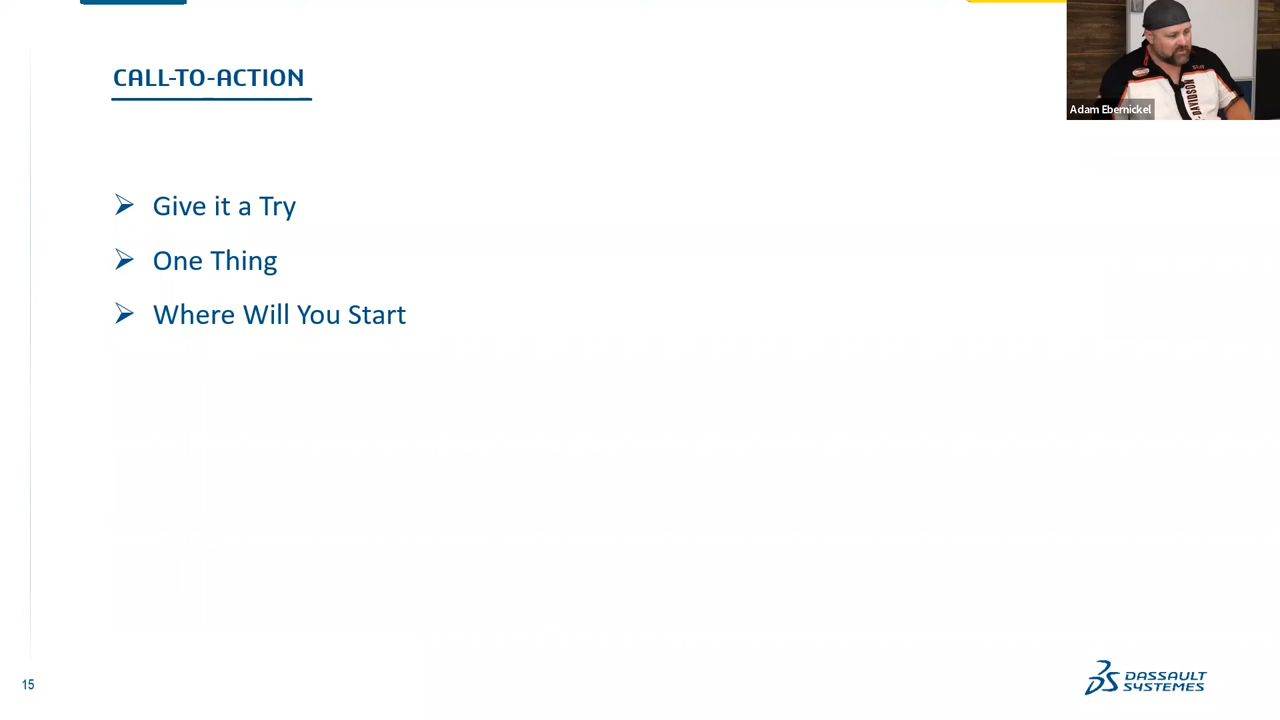 CALL-TO-ACTION
Adam Ebernickel
Give it a Try
One Thing
Where Will You Start
15
DASSAULT
SYSTEMES